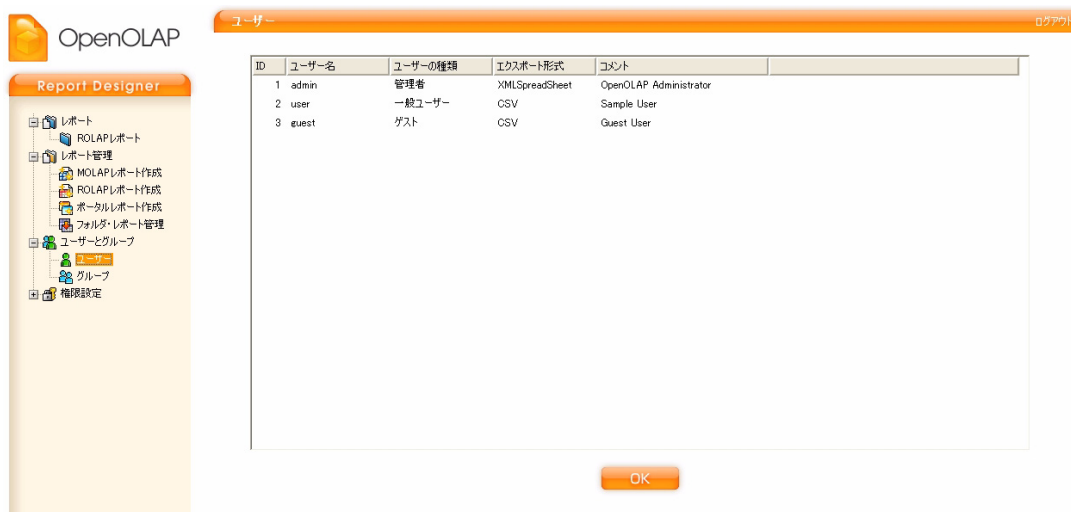 OpenOLAP
Report Designer
レポート
ROLAPレポート
レポート管理
MOLAPレポート作成
ROLAPレポート作成
ポータルレポート作成
フォルダ・レポート管理
ユーザーとグループ
ユーザー
グループ
権限設定
ユーザー ログアウト
ID ユーザー名 ユーザーの種類 エクスポート形式 コメント
1 admin 管理者 XMLSpreadSheet OpenOLAP Administrator
2 user 一般ユーザー CSV Sample User
3 guest ゲスト CSV Guest User
OK